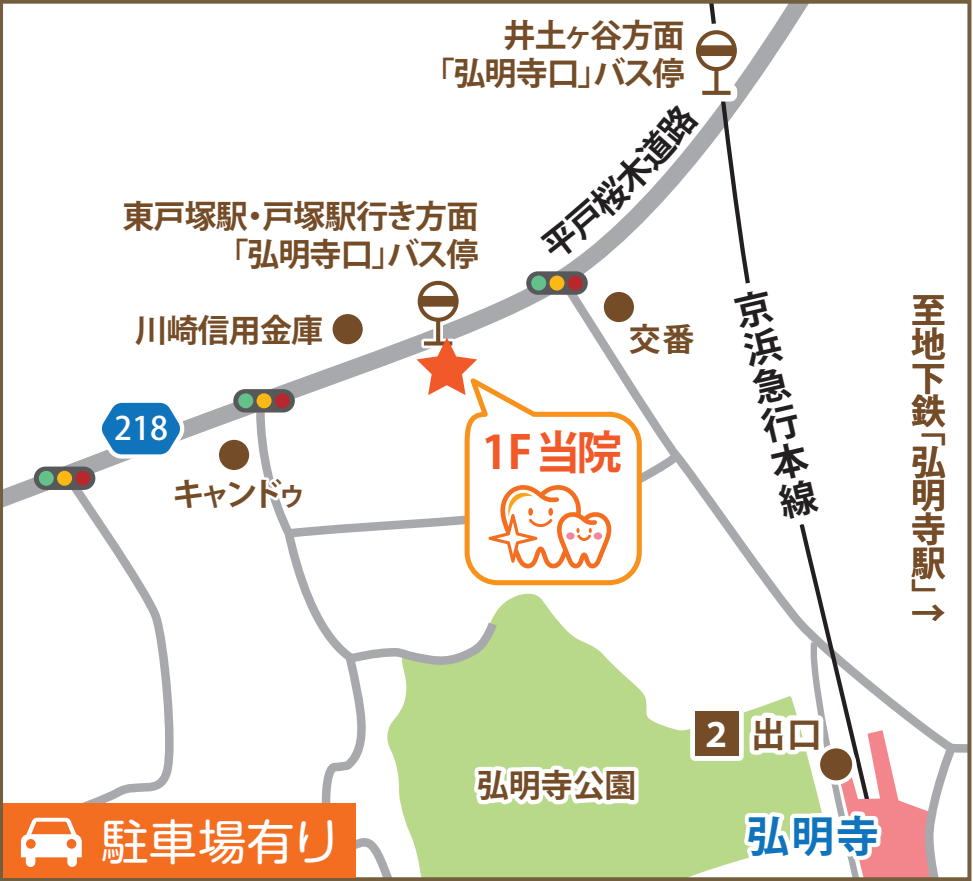 井土ヶ谷方面
「弘明寺口」バス停
平戸桜木道路
東戸塚駅・戸塚駅行き方面
「弘明寺口」バス停
川崎信用金庫
交番
京浜急行本線
至地下鉄「弘明寺駅」→
218
キャンドゥ
1F 当院
2 出口
弘明寺公園
弘明寺
駐車場有り